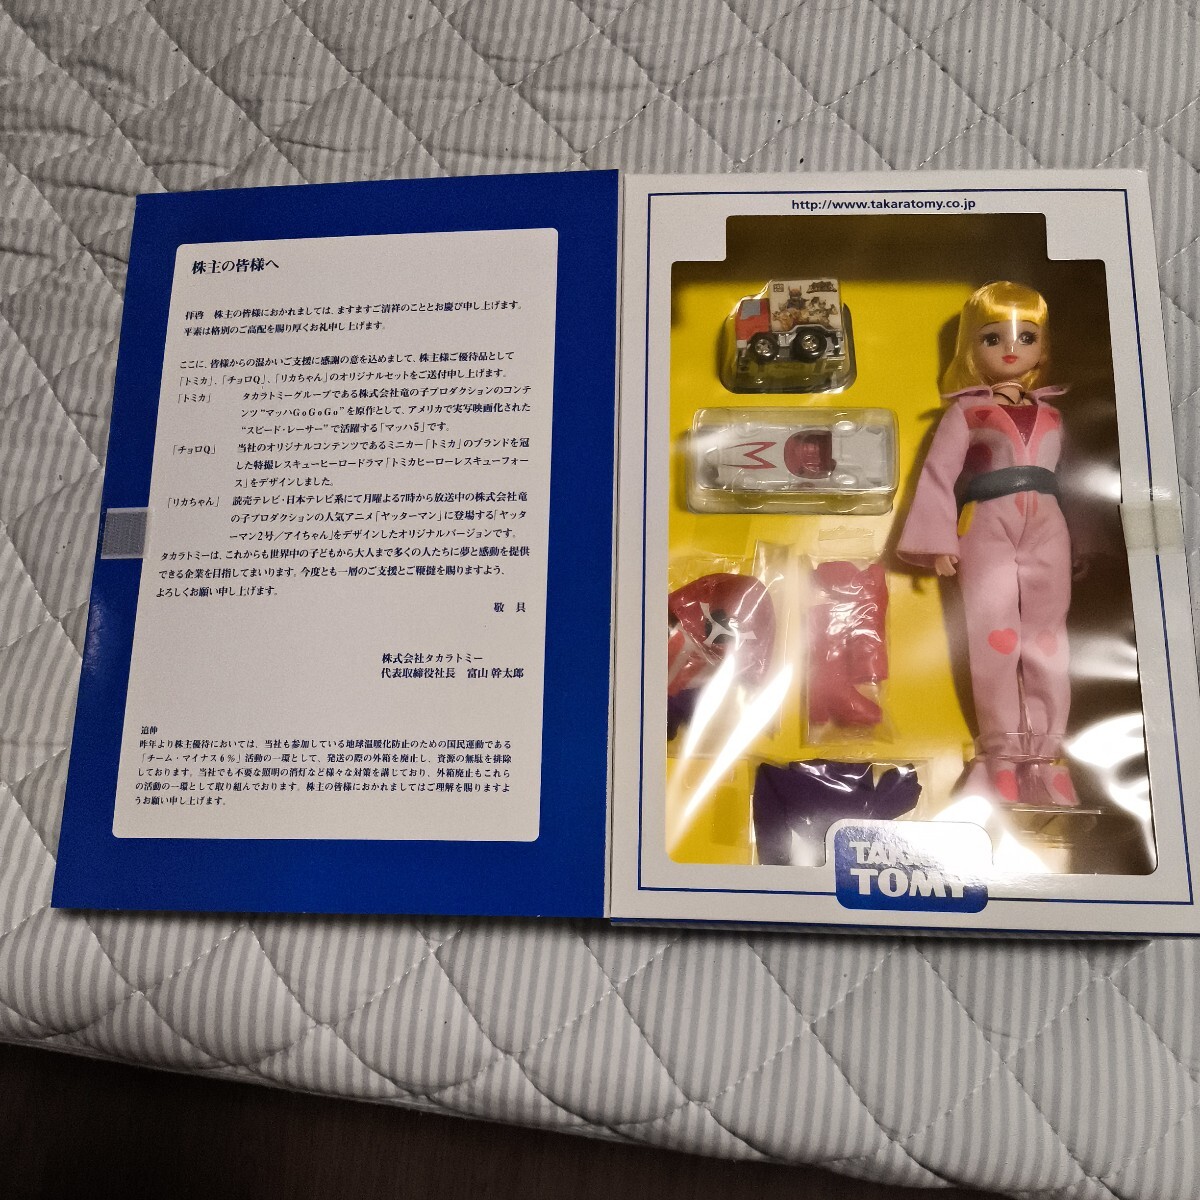 株主の皆様へ
拝啓　株主の皆様におかれましては、ますますご清祥のこととお慶び申し上げます。
平素は格別のご高配を賜り厚くお礼申し上げます。
ここに、皆様からの温かいご支援に感謝の意を込めまして、株主様ご優待品として
「トミカ」、「チョロQ」、「リカちゃん」のオリジナルセットをご送付申し上げます。
「トミカ」　タカラトミーグループである株式会社竜の子プロダクションのコンテ
ンツ“マッハGoGoGo”を原作として、アメリカで実写映画化された
“スピード・レーサー”で活躍する「マッハ5」です。
「チョロQ」　当社のオリジナルコンテンツであるミニカー「トミカ」のブランドを冠
した特撮レスキューヒーロードラマ「トミカヒーローレスキューフォー
ス」をデザインしました。
「リカちゃん」　読売テレビ・日本テレビ系にて月曜よる7時から放送中の株式会社竜
の子プロダクションの人気アニメ「ヤッターマン」に登場する「ヤッタ
ーマン2号／アイちゃん」をデザインしたオリジナルバージョンです。
タカラトミーは、これからも世界中の子どもから大人まで多くの人たちに夢と感動を提供
できる企業を目指してまいります。今度とも一層のご支援とご鞭撻を賜りますよう、
よろしくお願い申し上げます。
敬　具
株式会社タカラトミー
代表取締役社長　富山 幹太郎
追伸
昨年より株主優待においては、当社も参加している地球温暖化防止のための国民運動である
「チーム・マイナス6％」活動の一環として、発送の際の外箱を廃止し、資源の無駄を排除
しております。当社でも不要な照明の消灯など様々な対策を講じており、外箱廃止もこれら
の活動の一環として取り組んでおります。株主の皆様におかれましてはご理解を賜りますよ
うお願い申し上げます。
http://www.takaratomy.co.jp
M
TAKARA
TOMY